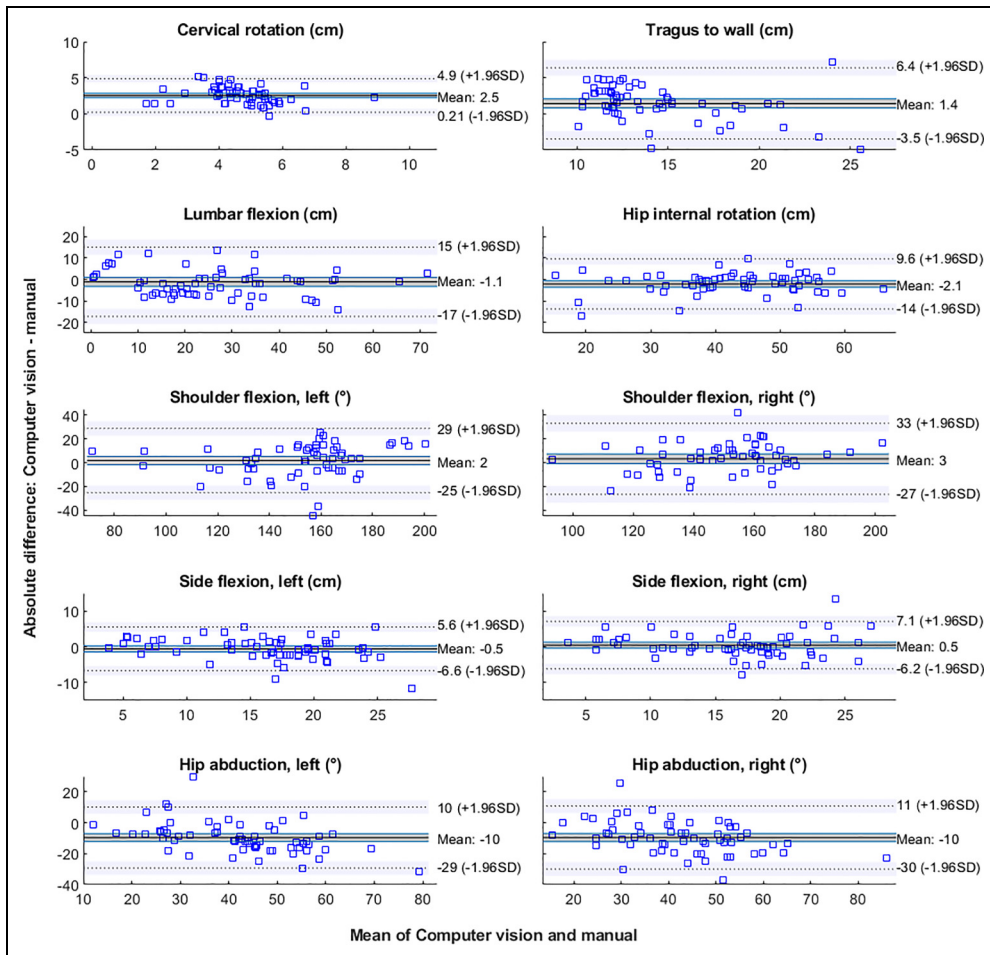 Cervical rotation (cm)
10
5
0
-5
0 2 4 6 8 10
4.9 (+1.96SD)
Mean: 2.5
0.21 (-1.96SD)
Tragus to wall (cm)
10 15 20 25
6.4 (+1.96SD)
Mean: 1.4
-3.5 (-1.96SD)
Lumbar flexion (cm)
20
10
0
-10
-20
0 10 20 30 40 50 60 70
15 (+1.96SD)
Mean: -1.1
-17 (-1.96SD)
Hip internal rotation (cm)
20 30 40 50 60
9.6 (+1.96SD)
Mean: -2.1
-14 (-1.96SD)
Shoulder flexion, left (°)
40
20
0
-20
-40
80 100 120 140 160 180 200
29 (+1.96SD)
Mean: 2
-25 (-1.96SD)
Shoulder flexion, right (°)
100 120 140 160 180 200
33 (+1.96SD)
Mean: 3
-27 (-1.96SD)
Side flexion, left (cm)
10
0
-10
5 10 15 20 25
5.6 (+1.96SD)
Mean: -0.5
-6.6 (-1.96SD)
Side flexion, right (cm)
5 10 15 20 25
7.1 (+1.96SD)
Mean: 0.5
-6.2 (-1.96SD)
Hip abduction, left (°)
20
0
-20
-40
10 20 30 40 50 60 70 80
10 (+1.96SD)
Mean: -10
-29 (-1.96SD)
Hip abduction, right (°)
20 30 40 50 60 70 80
11 (+1.96SD)
Mean: -10
-30 (-1.96SD)
Absolute difference: Computer vision - manual
Mean of Computer vision and manual